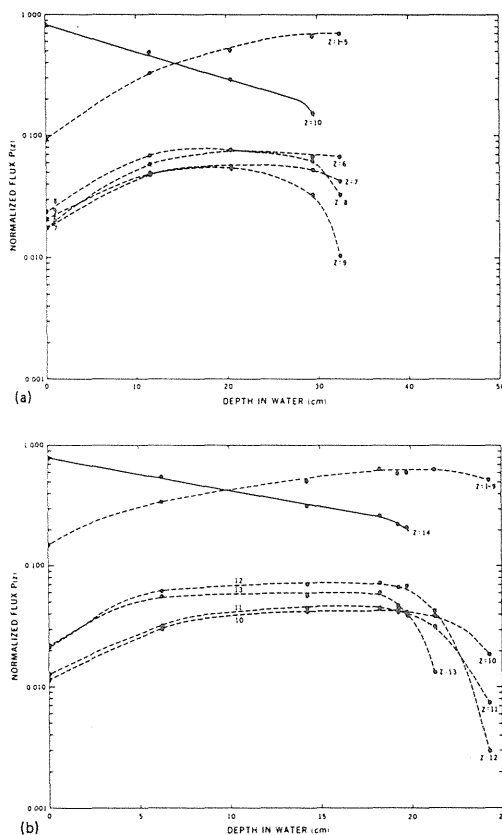 1.000
0.100
0.010
0.001
NORMALIZED FLUX P(z)
Z=1-5
Z=10
Z=6
Z=7
Z=8
Z=9
0
10
20
30
40
50
DEPTH IN WATER (cm)
(a)
1.000
0.100
0.010
0.001
NORMALIZED FLUX P(z)
Z=1-9
Z=14
12
13
11
10
Z=10
Z=13
Z=11
Z=12
0
5
10
15
20
DEPTH IN WATER (cm)
(b)